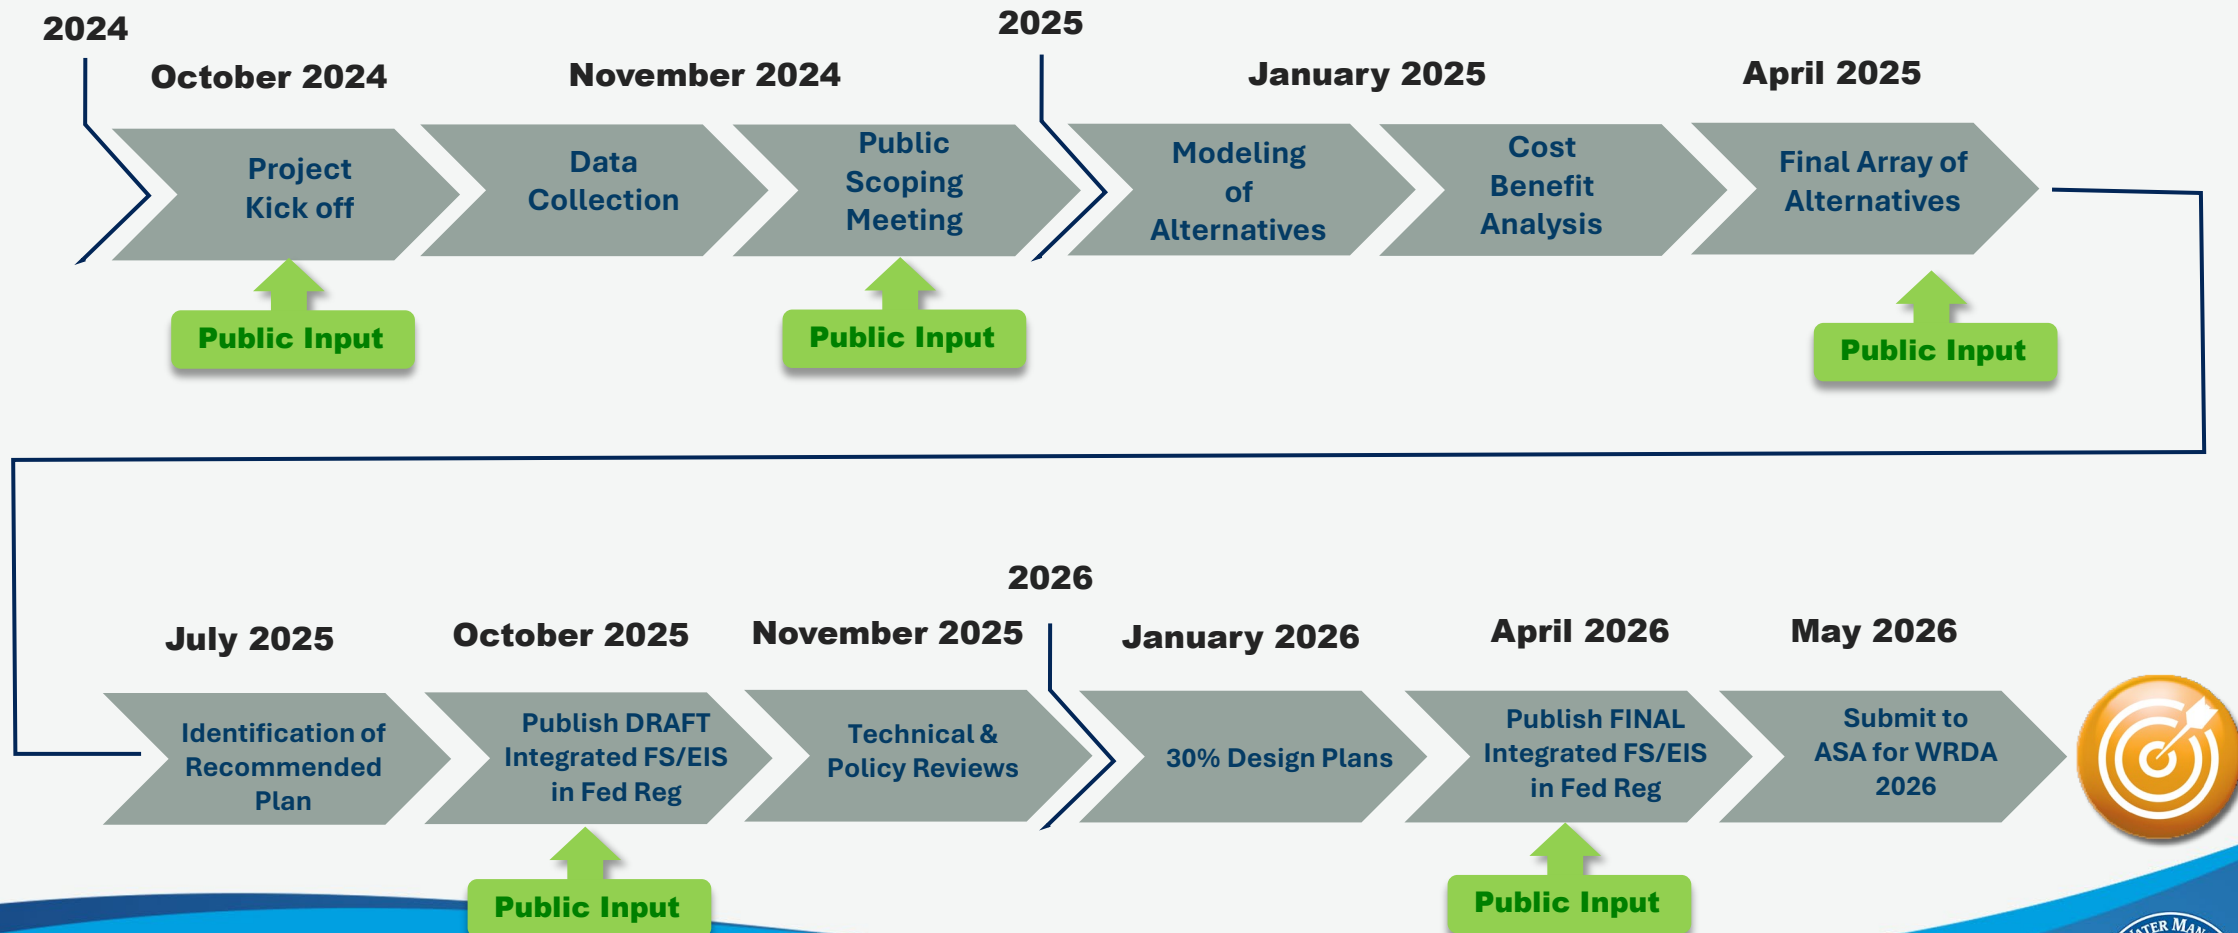 2024
2025
October 2024
November 2024
January 2025
April 2025
Project
Kick off
Data
Collection
Public
Scoping
Meeting
Modeling
of
Alternatives
Cost
Benefit
Analysis
Final Array of
Alternatives
Public Input
Public Input
Public Input
2026
July 2025
October 2025
November 2025
January 2026
April 2026
May 2026
Identification of
Recommended
Plan
Publish DRAFT
Integrated FS/EIS
in Fed Reg
Technical &
Policy Reviews
30% Design Plans
Publish FINAL
Integrated FS/EIS
in Fed Reg
Submit to
ASA for WRDA
2026
Public Input
Public Input